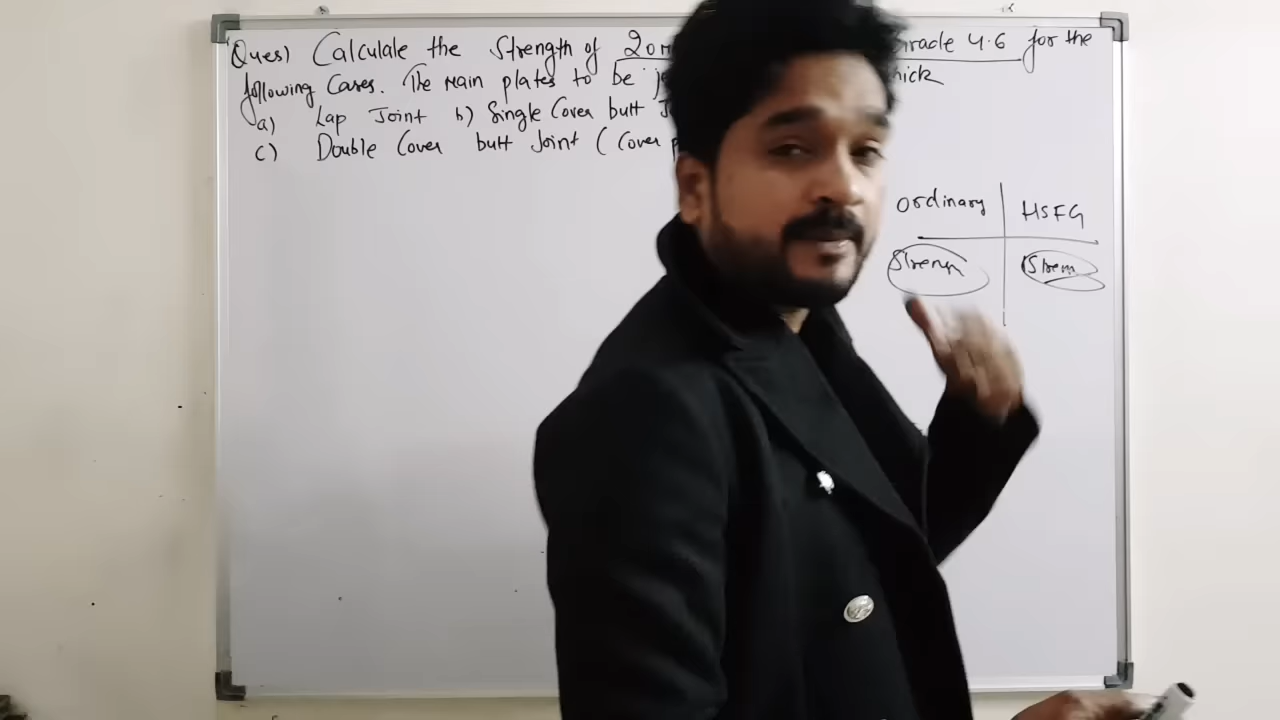 Ques) Calculate the Strength of 20m Grade 4.6 for the
following Cases. The main plates to be hick
a) Lap Joint b) Single Cover butt J
c) Double Cover butt Joint (Cover p
Ordinary HSFG
Strength